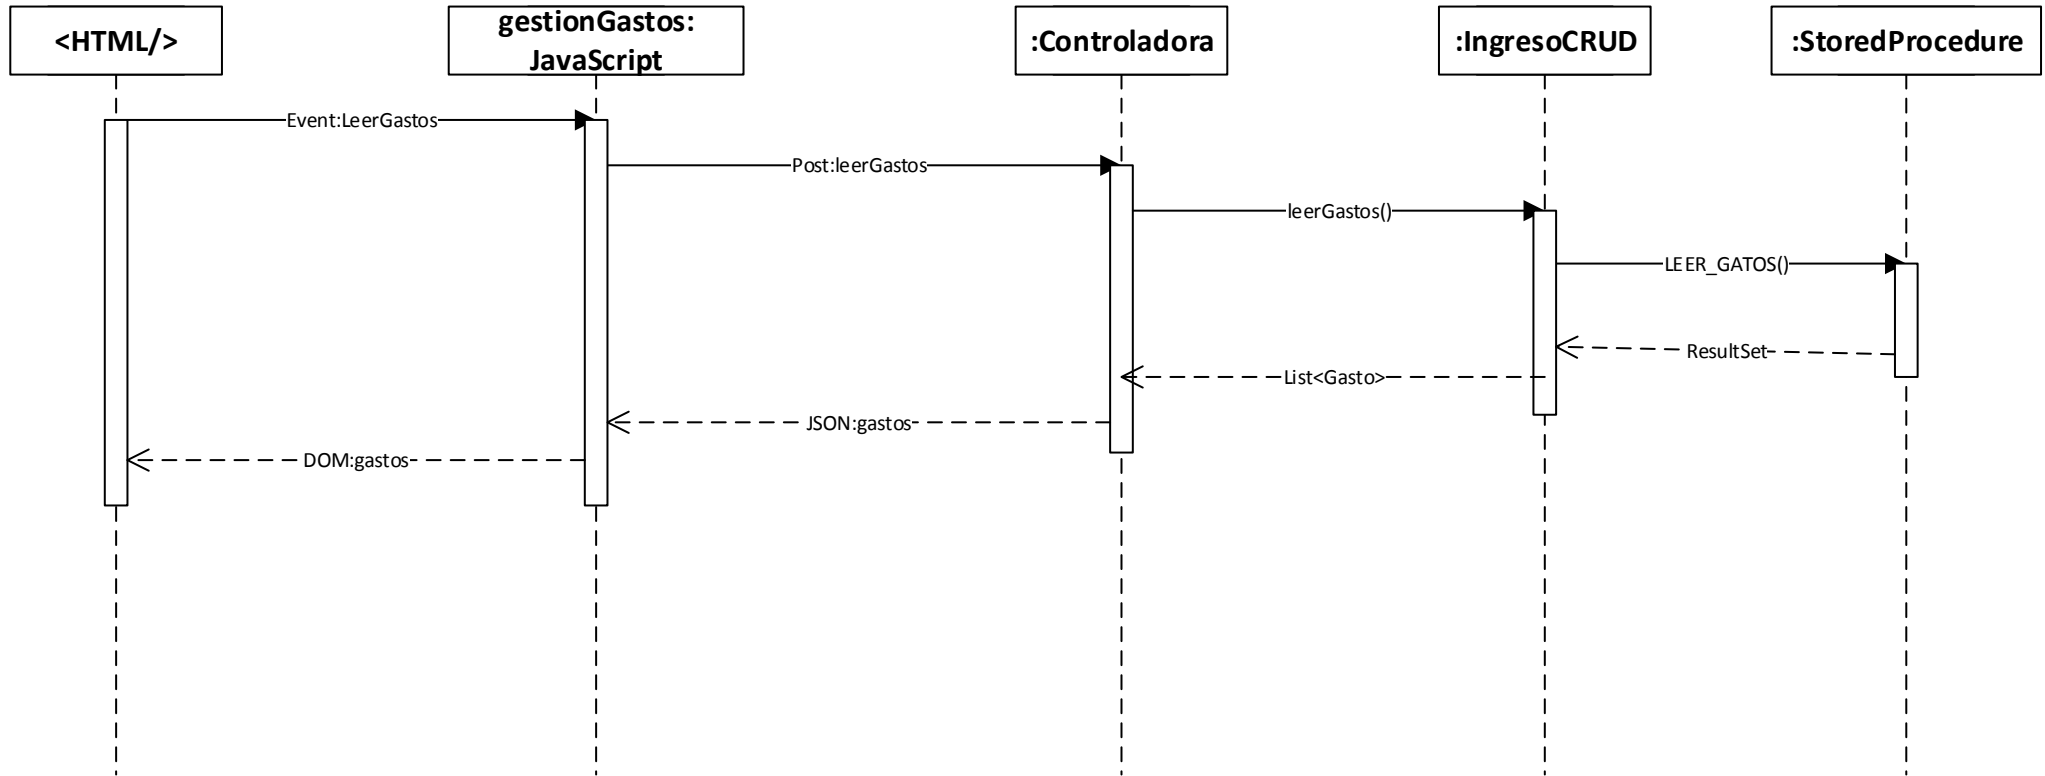 <HTML/>
gestionGastos:
JavaScript
:Controladora
:IngresoCRUD
:StoredProcedure
Event:LeerGastos
Post:leerGastos
leerGastos()
LEER_GATOS()
ResultSet
List<Gasto>
JSON:gastos
DOM:gastos